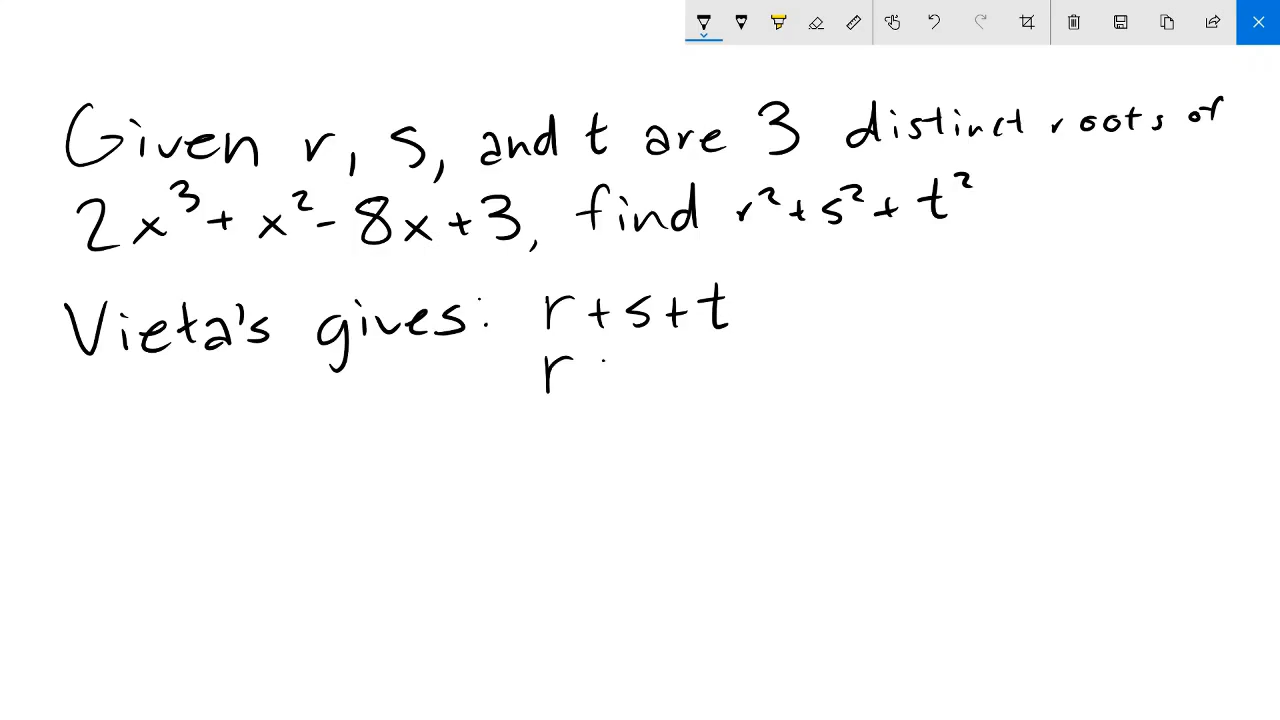 Given r, s, and t are 3 distinct roots of
2x³ + x² - 8x + 3, find r² + s² + t²
Vieta's gives: r + s + t
r